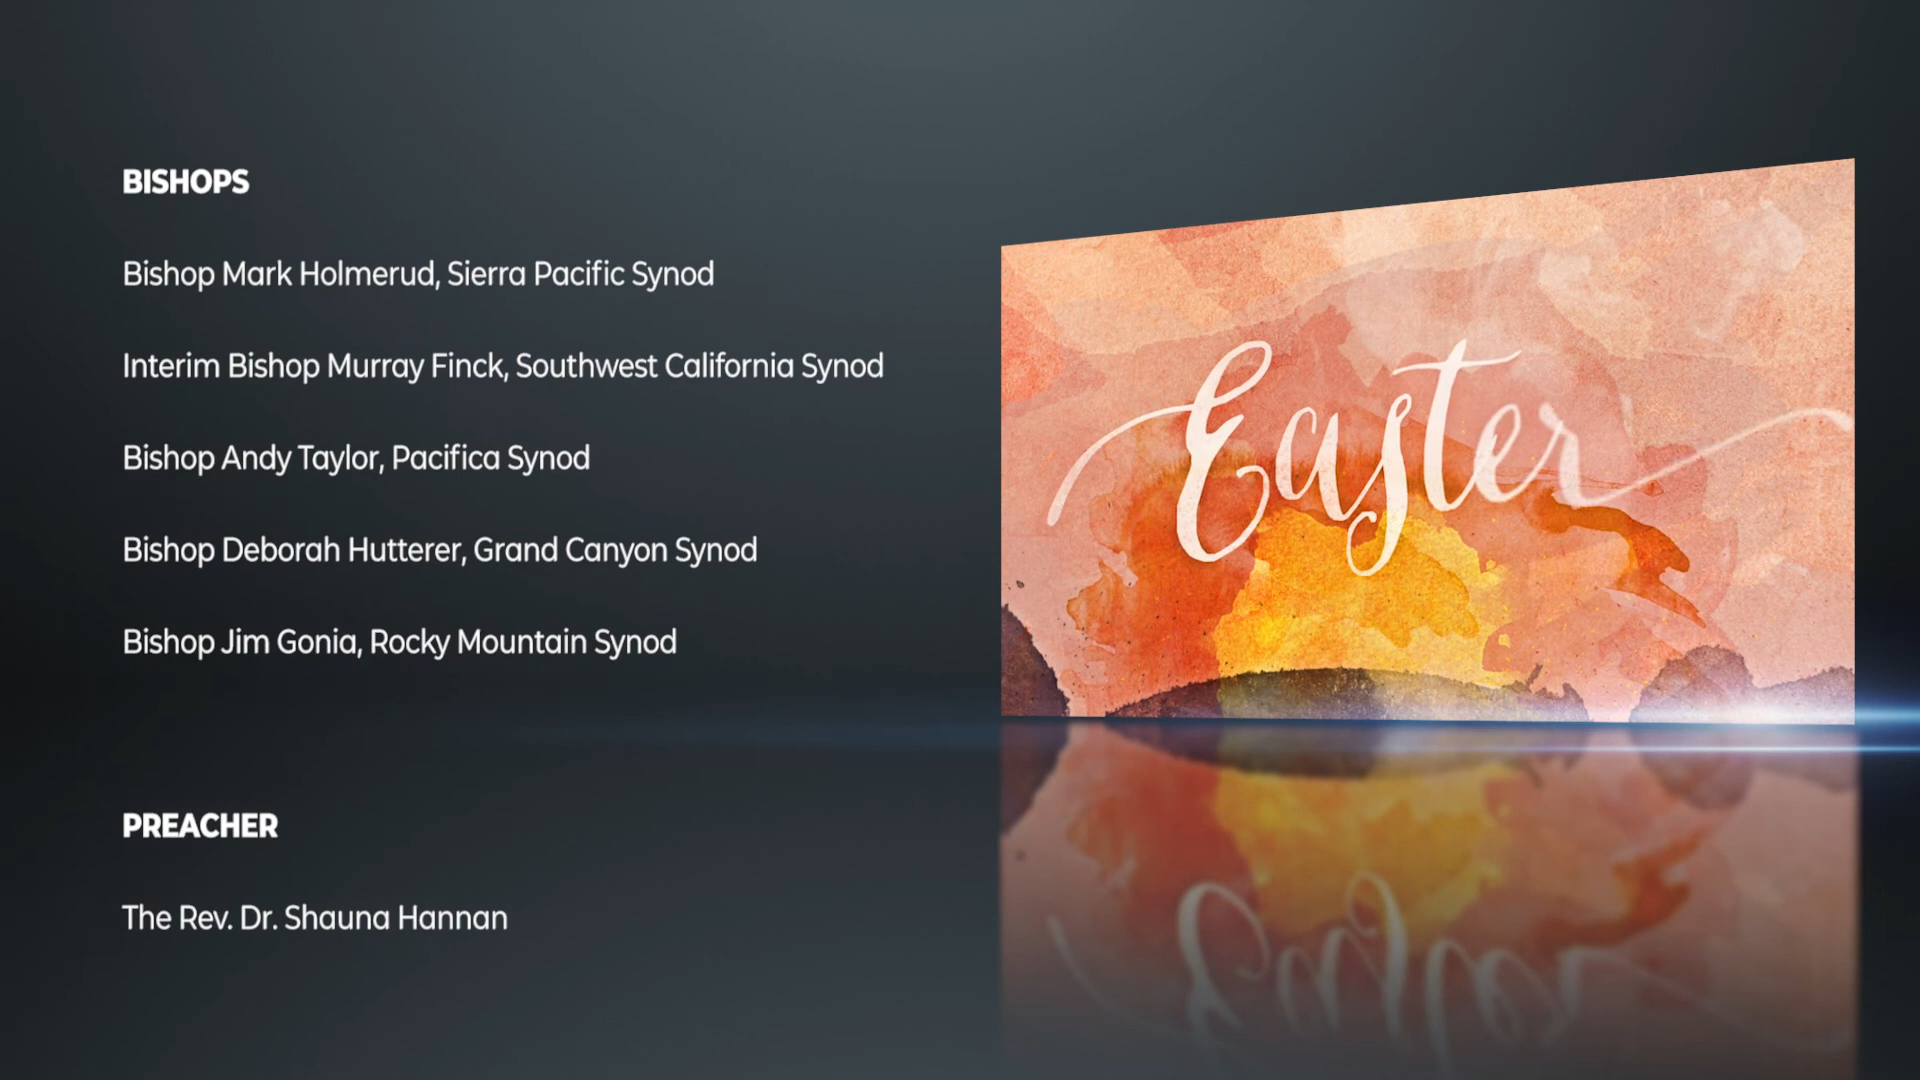 BISHOPS
Bishop Mark Holmerud, Sierra Pacific Synod
Interim Bishop Murray Finck, Southwest California Synod
Bishop Andy Taylor, Pacifica Synod
Bishop Deborah Hutterer, Grand Canyon Synod
Bishop Jim Gonia, Rocky Mountain Synod
PREACHER
The Rev. Dr. Shauna Hannan
Easter